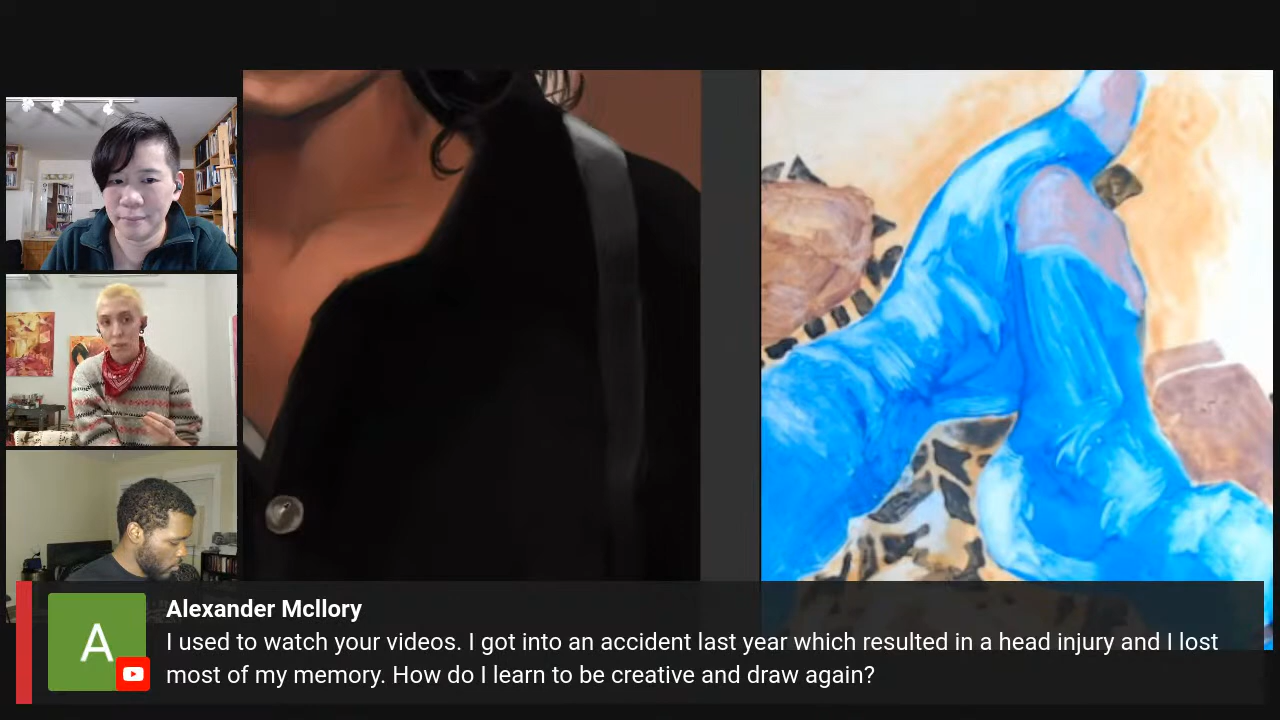 Alexander Mcllory
A
I used to watch your videos. I got into an accident last year which resulted in a head injury and I lost
most of my memory. How do I learn to be creative and draw again?